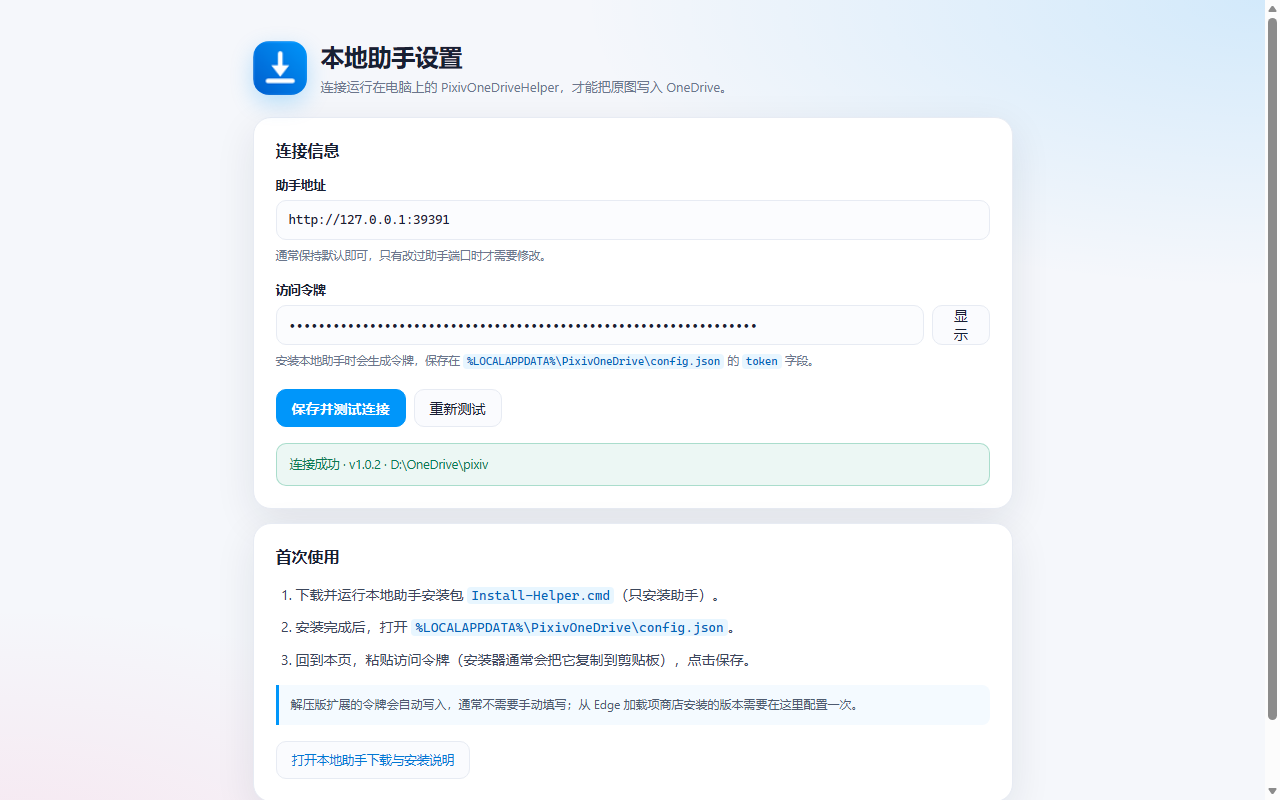 本地助手设置
连接运行在电脑上的 PixivOneDriveHelper，才能把原图写入 OneDrive。
连接信息
助手地址
http://127.0.0.1:39391
通常保持默认即可，只有改过助手端口时才需要修改。
访问令牌
••••••••••••••••••••••••••••••••••••••••••••••••••••••••••••••••
显示
安装本地助手时会生成令牌，保存在 %LOCALAPPDATA%\PixivOneDrive\config.json 的 token 字段。
保存并测试连接
重新测试
连接成功 · v1.0.2 · D:\OneDrive\pixiv
首次使用
1. 下载并运行本地助手安装包 Install-Helper.cmd（只安装助手）。
2. 安装完成后，打开 %LOCALAPPDATA%\PixivOneDrive\config.json。
3. 回到本页，粘贴访问令牌（安装器通常会把它复制到剪贴板），点击保存。
解压版扩展的令牌会自动写入，通常不需要手动填写；从 Edge 加载项商店安装的版本需要在这里配置一次。
打开本地助手下载与安装说明